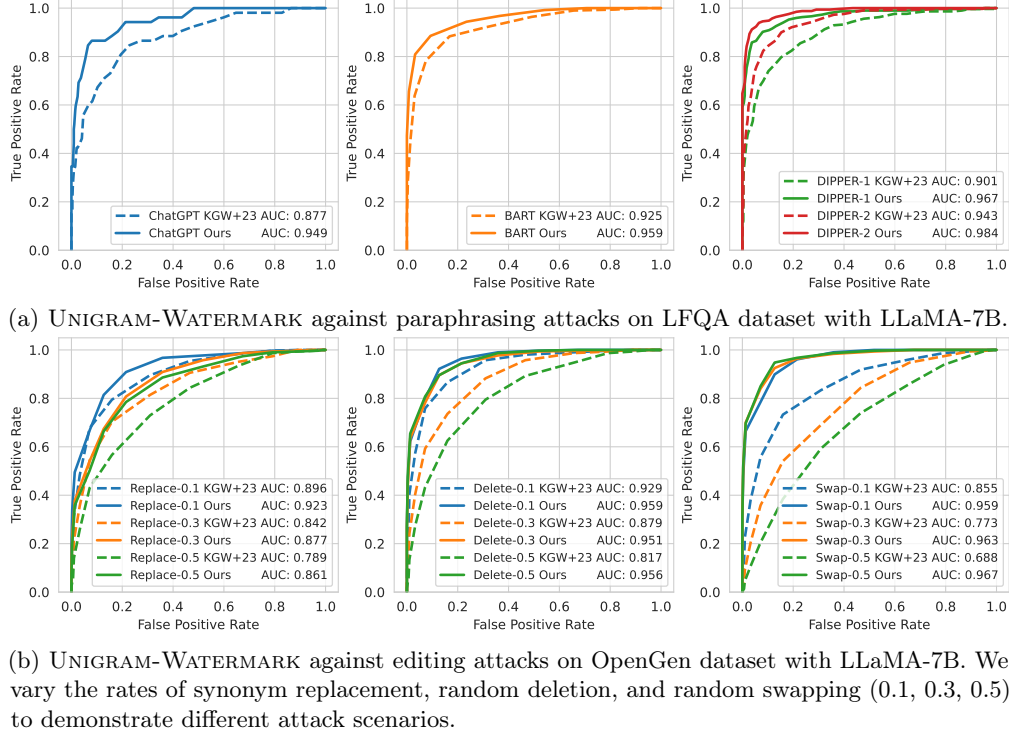 True Positive Rate
1.0
0.8
0.6
0.4
0.2
0.0
ChatGPT KGW+23 AUC: 0.877
ChatGPT Ours AUC: 0.949
0.0 0.2 0.4 0.6 0.8 1.0
False Positive Rate
True Positive Rate
1.0
0.8
0.6
0.4
0.2
0.0
BART KGW+23 AUC: 0.925
BART Ours AUC: 0.959
0.0 0.2 0.4 0.6 0.8 1.0
False Positive Rate
True Positive Rate
1.0
0.8
0.6
0.4
0.2
0.0
DIPPER-1 KGW+23 AUC: 0.901
DIPPER-1 Ours AUC: 0.967
DIPPER-2 KGW+23 AUC: 0.943
DIPPER-2 Ours AUC: 0.984
0.0 0.2 0.4 0.6 0.8 1.0
False Positive Rate
(a) UNIGRAM-WATERMARK against paraphrasing attacks on LFQA dataset with LLaMA-7B.
True Positive Rate
1.0
0.8
0.6
0.4
0.2
0.0
Replace-0.1 KGW+23 AUC: 0.896
Replace-0.1 Ours AUC: 0.923
Replace-0.3 KGW+23 AUC: 0.842
Replace-0.3 Ours AUC: 0.877
Replace-0.5 KGW+23 AUC: 0.789
Replace-0.5 Ours AUC: 0.861
0.0 0.2 0.4 0.6 0.8 1.0
False Positive Rate
True Positive Rate
1.0
0.8
0.6
0.4
0.2
0.0
Delete-0.1 KGW+23 AUC: 0.929
Delete-0.1 Ours AUC: 0.959
Delete-0.3 KGW+23 AUC: 0.879
Delete-0.3 Ours AUC: 0.951
Delete-0.5 KGW+23 AUC: 0.817
Delete-0.5 Ours AUC: 0.956
0.0 0.2 0.4 0.6 0.8 1.0
False Positive Rate
True Positive Rate
1.0
0.8
0.6
0.4
0.2
0.0
Swap-0.1 KGW+23 AUC: 0.855
Swap-0.1 Ours AUC: 0.959
Swap-0.3 KGW+23 AUC: 0.773
Swap-0.3 Ours AUC: 0.963
Swap-0.5 KGW+23 AUC: 0.688
Swap-0.5 Ours AUC: 0.967
0.0 0.2 0.4 0.6 0.8 1.0
False Positive Rate
(b) UNIGRAM-WATERMARK against editing attacks on OpenGen dataset with LLaMA-7B. We
vary the rates of synonym replacement, random deletion, and random swapping (0.1, 0.3, 0.5)
to demonstrate different attack scenarios.